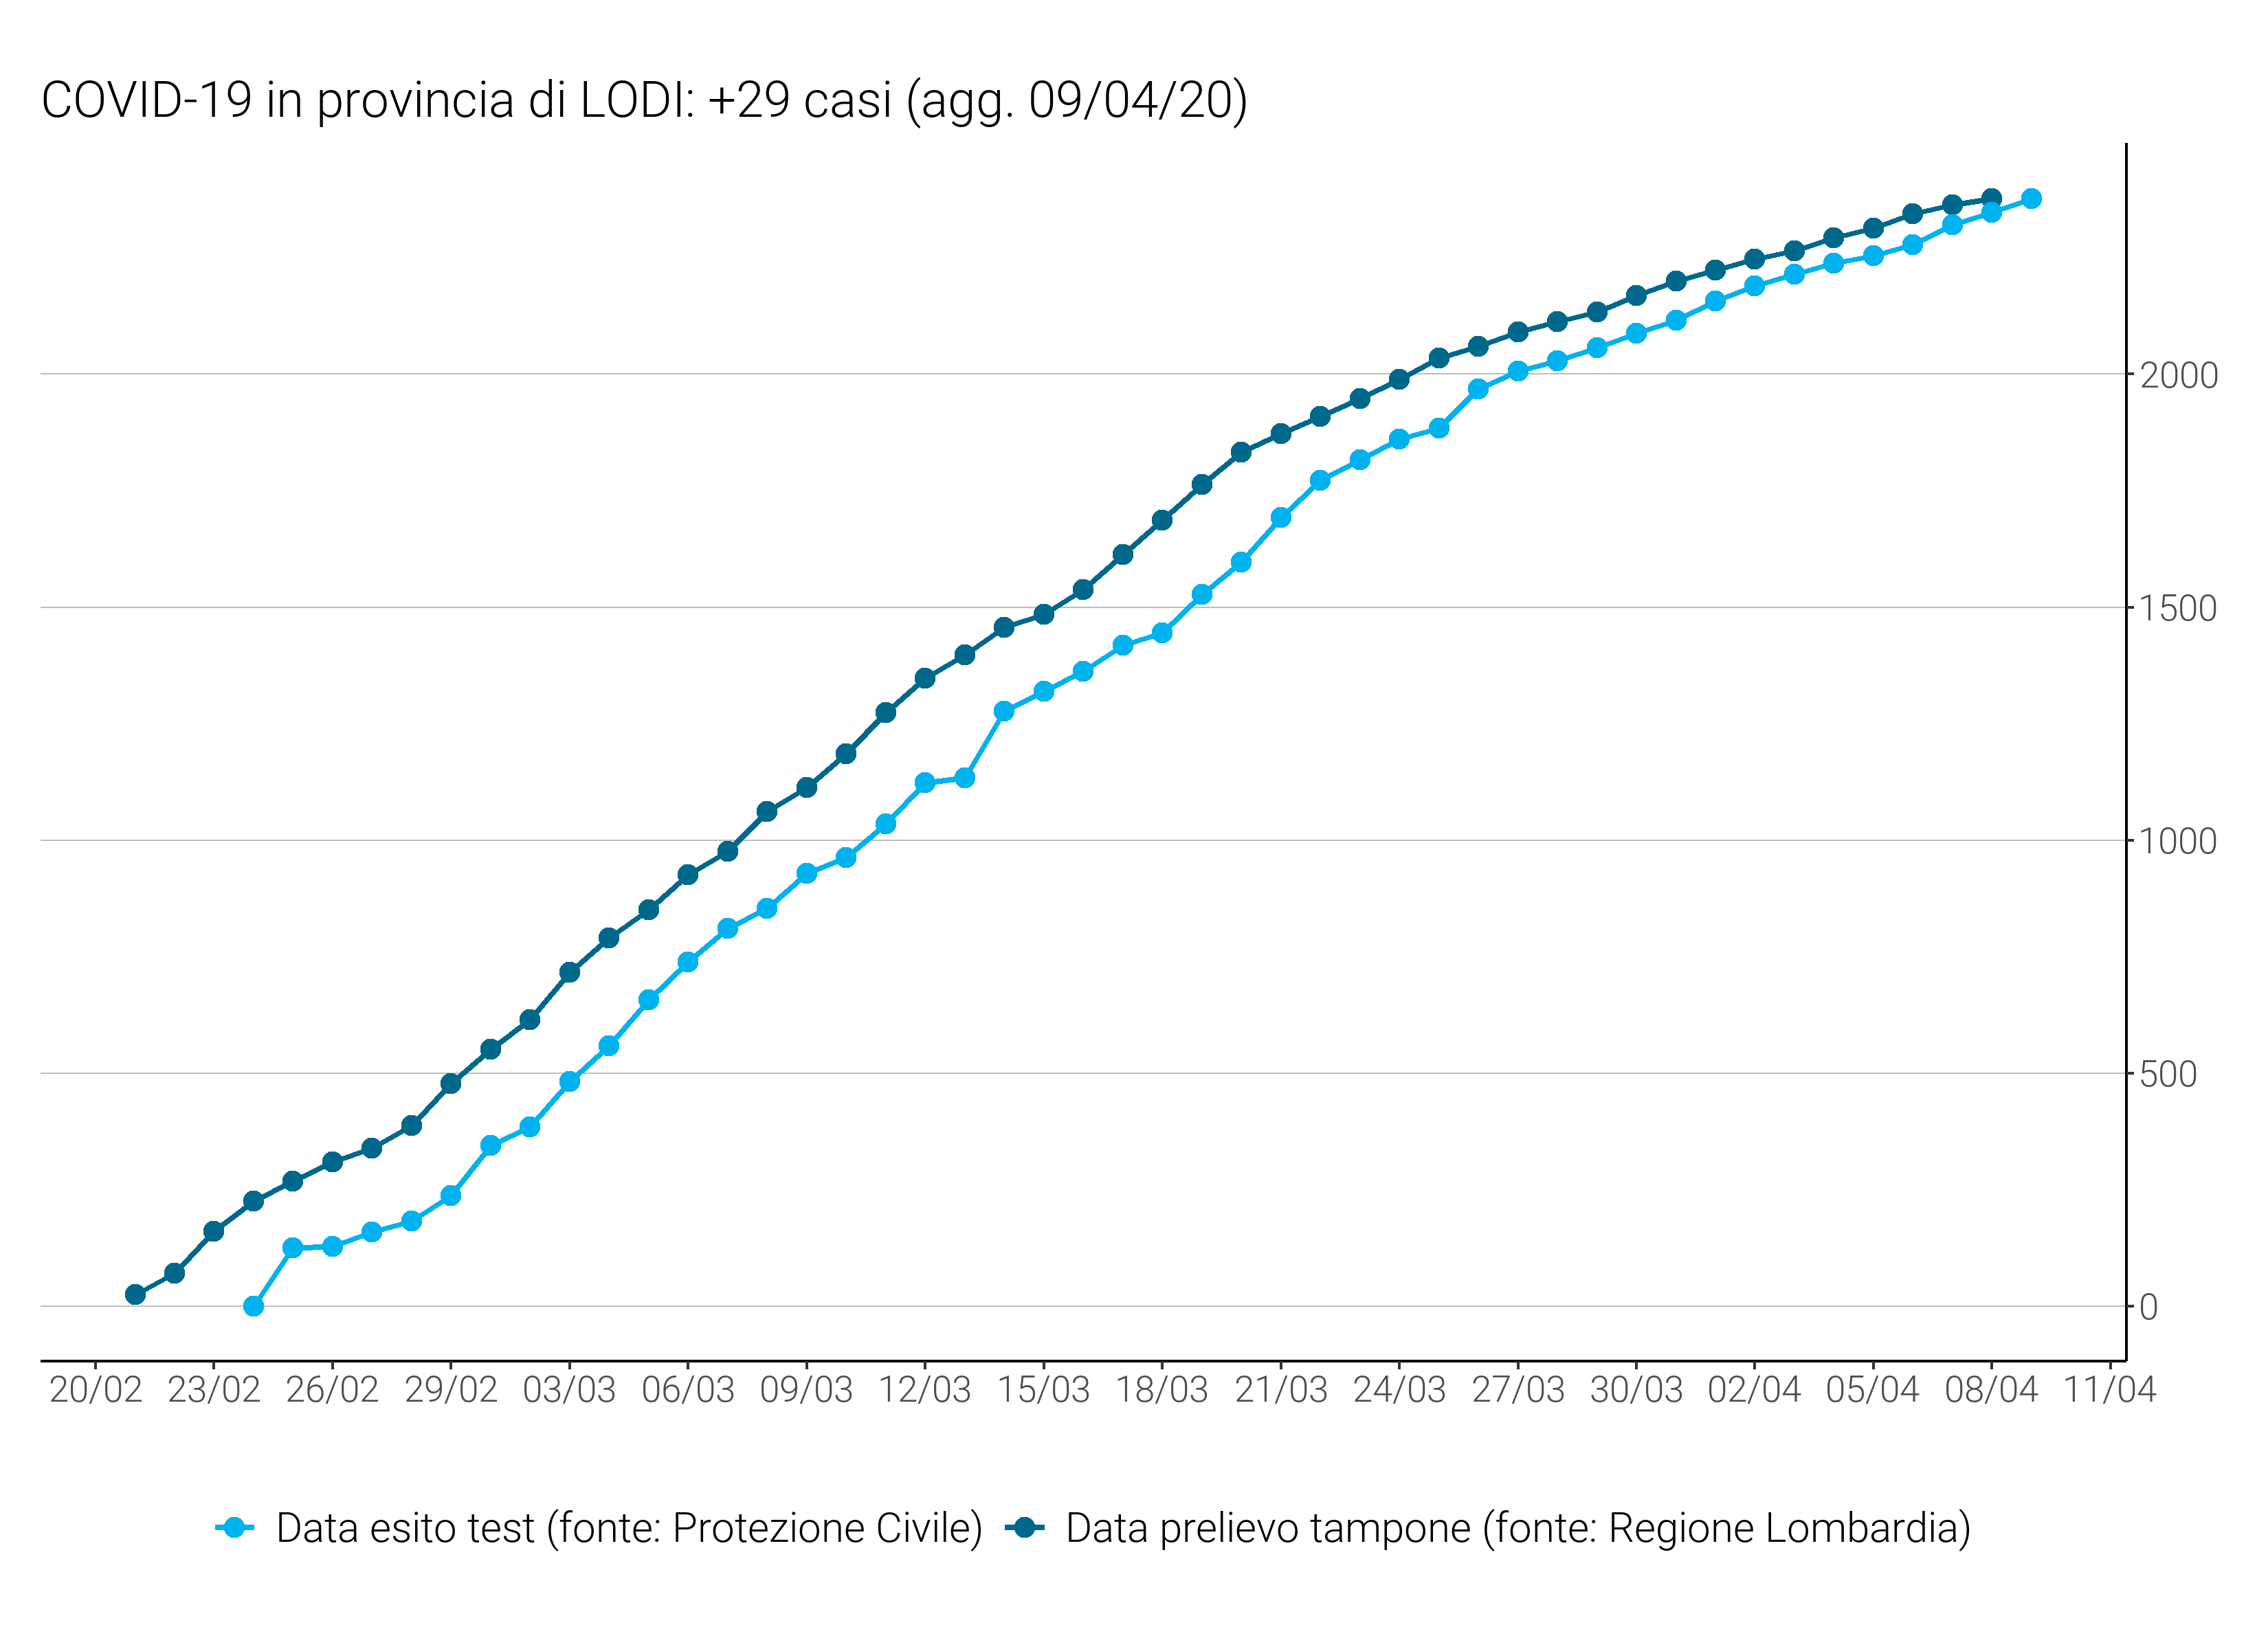 COVID-19 in provincia di LODI: +29 casi (agg. 09/04/20)
2000
1500
1000
500
0
20/02 23/02 26/02 29/02 03/03 06/03 09/03 12/03 15/03 18/03 21/03 24/03 27/03 30/03 02/04 05/04 08/04 11/04
Data esito test (fonte: Protezione Civile) Data prelievo tampone (fonte: Regione Lombardia)